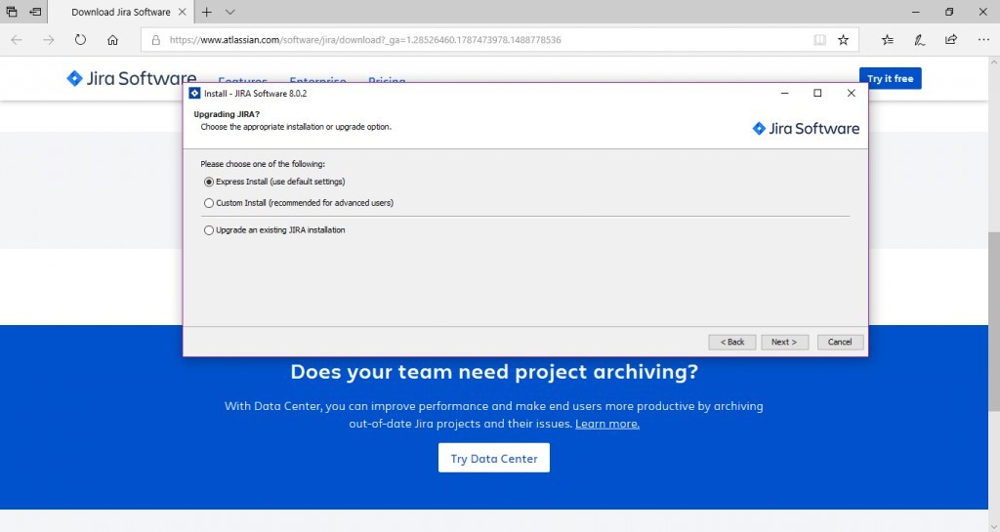 Download Jira Software
https://www.atlassian.com/software/jira/download?_ga=1.28526460.1787473978.1488778536
Jira Software Features Enterprise Pricing Try it free
Install - JIRA Software 8.0.2
Upgrading JIRA?
Choose the appropriate installation or upgrade option.
Jira Software
Please choose one of the following:
Express Install (use default settings)
Custom Install (recommended for advanced users)
Upgrade an existing JIRA installation
< Back Next > Cancel
Does your team need project archiving?
With Data Center, you can improve performance and make end users more productive by archiving
out-of-date Jira projects and their issues. Learn more.
Try Data Center